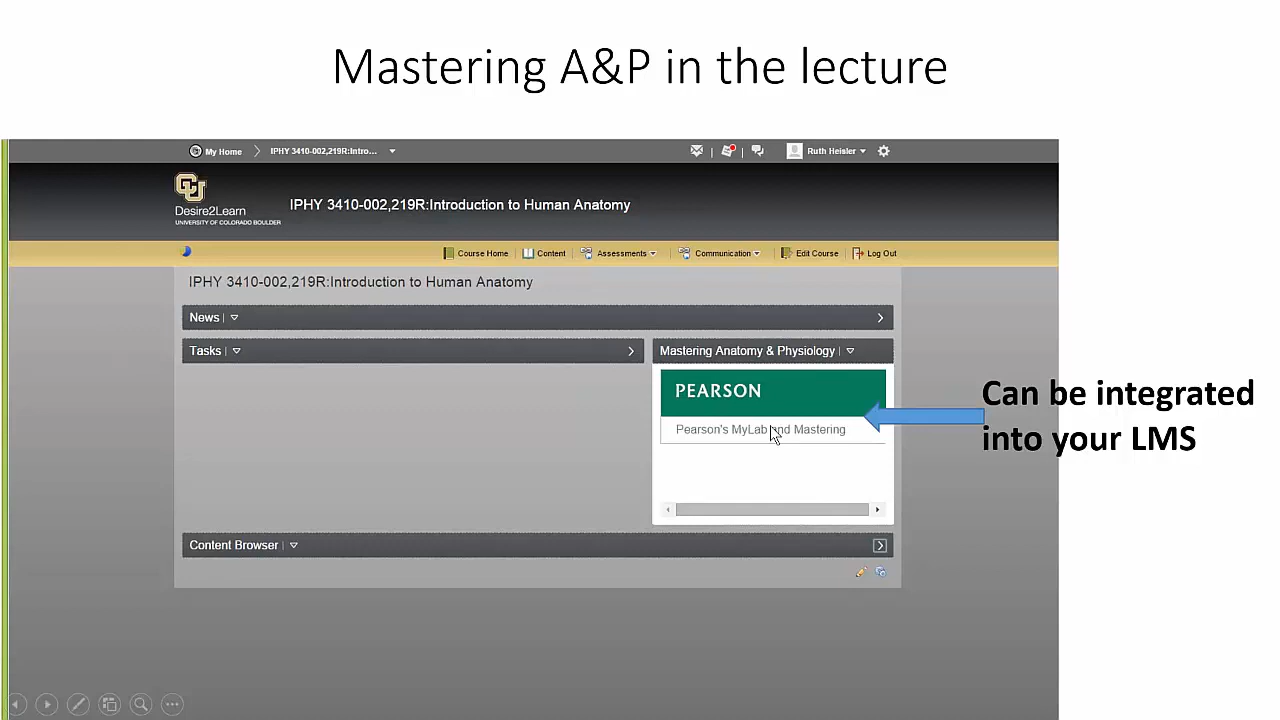 Mastering A&P in the lecture
My Home IPHY 3410-002,219R:Intro... Ruth Heisler
CU
Desire2Learn
UNIVERSITY OF COLORADO BOULDER
IPHY 3410-002,219R:Introduction to Human Anatomy
Course Home Content Assessments Communication Edit Course Log Out
IPHY 3410-002,219R:Introduction to Human Anatomy
News
Tasks
Mastering Anatomy & Physiology
PEARSON
Pearson's MyLab and Mastering
Can be integrated
into your LMS
Content Browser